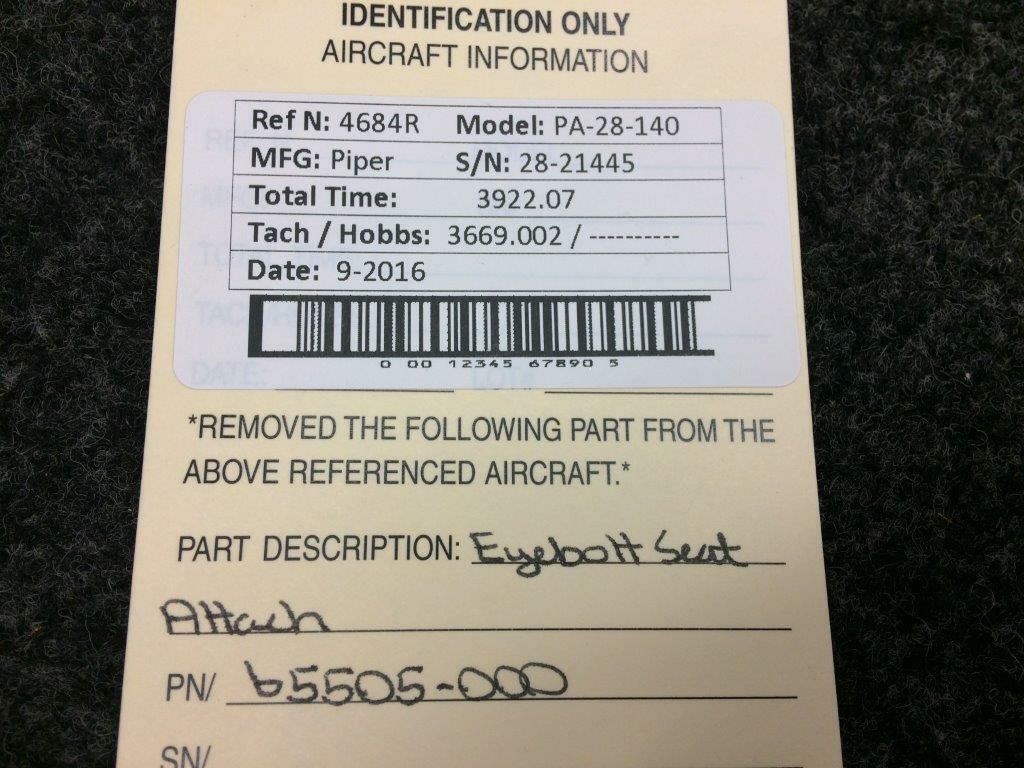 IDENTIFICATION ONLY
AIRCRAFT INFORMATION
Ref N: 4684R Model: PA-28-140
MFG: Piper S/N: 28-21445
Total Time: 3922.07
Tach / Hobbs: 3669.002 / ----------
Date: 9-2016
0 00 12345 67890 5
DATE: LOT#
*REMOVED THE FOLLOWING PART FROM THE
ABOVE REFERENCED AIRCRAFT.*
PART DESCRIPTION: Eyebolt Seat
Attach
PN/ 65505-000
SN/